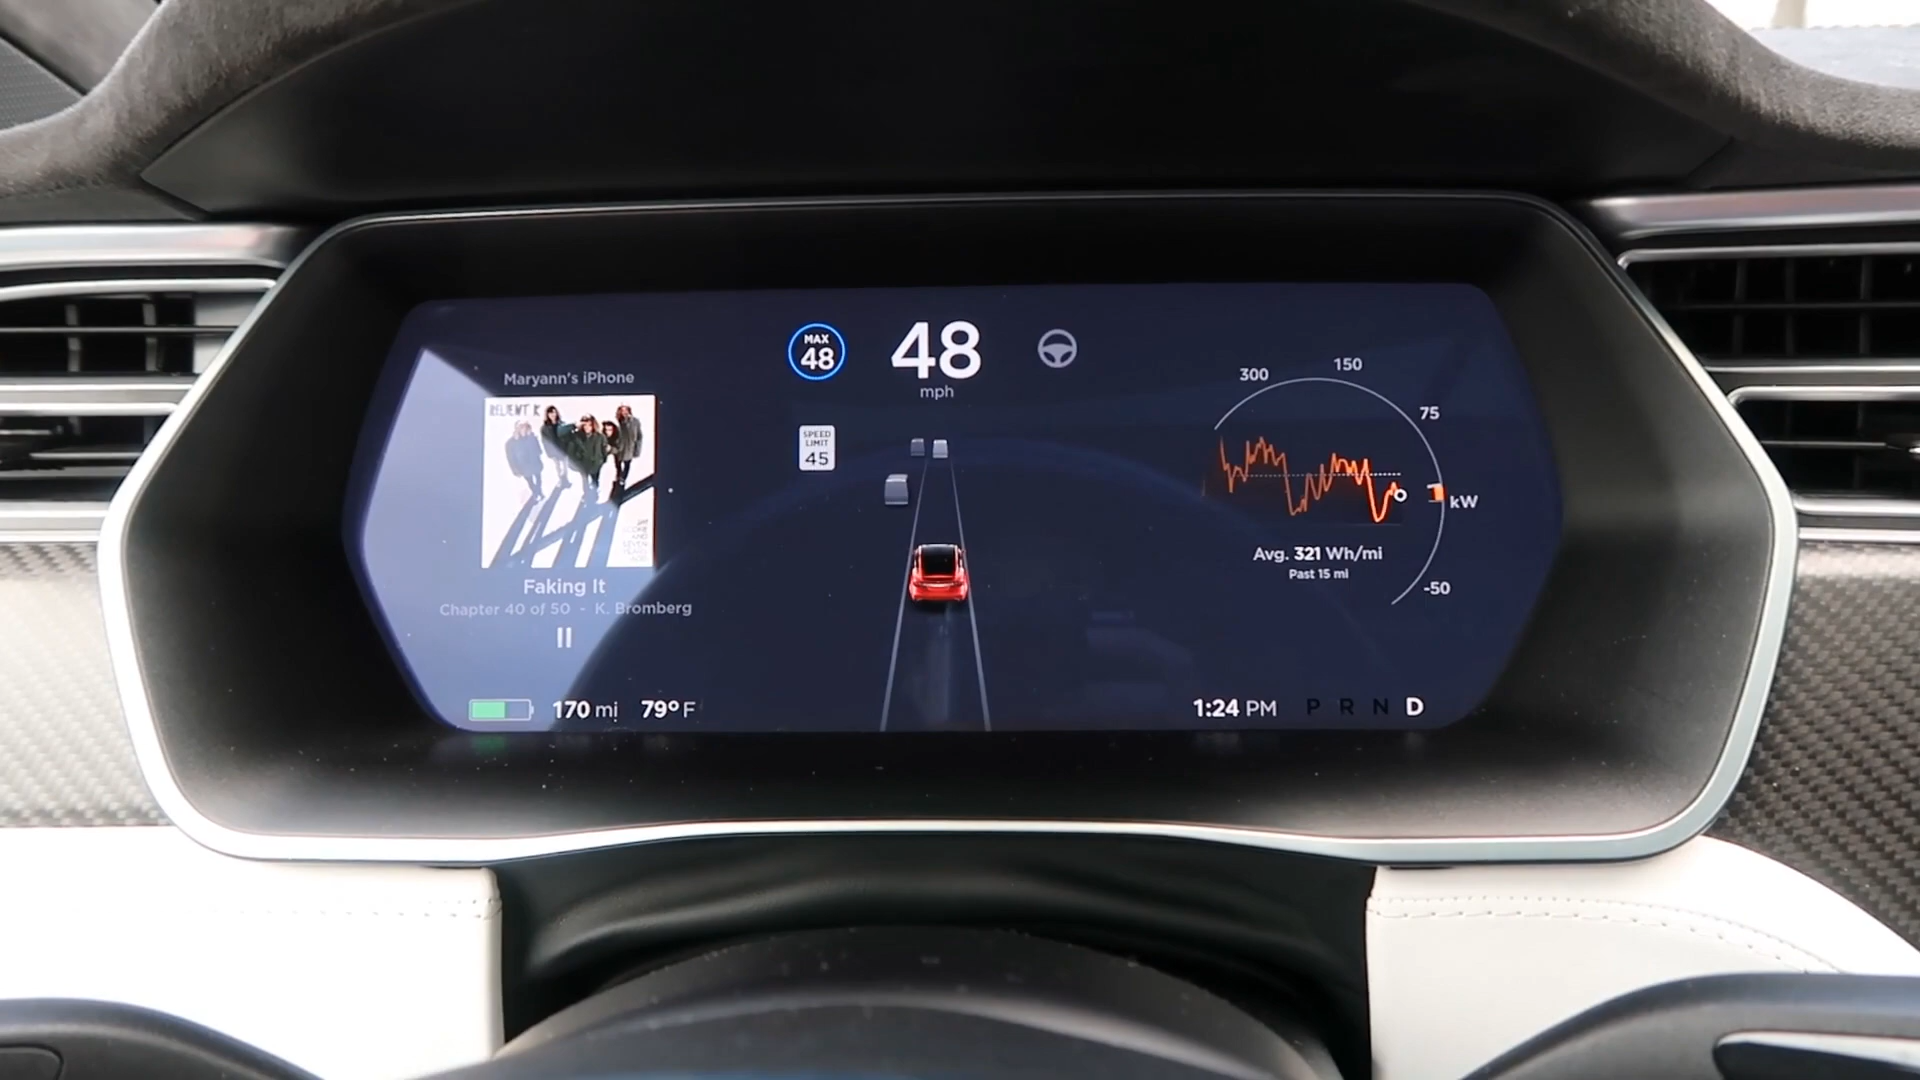 Maryann's iPhone
RELIENT K
Faking It
Chapter 40 of 50 - K. Bromberg
170 mi 79° F
MAX
48
48
mph
SPEED
LIMIT
45
300
150
75
kW
-50
Avg. 321 Wh/mi
Past 15 mi
1:24 PM P R N D